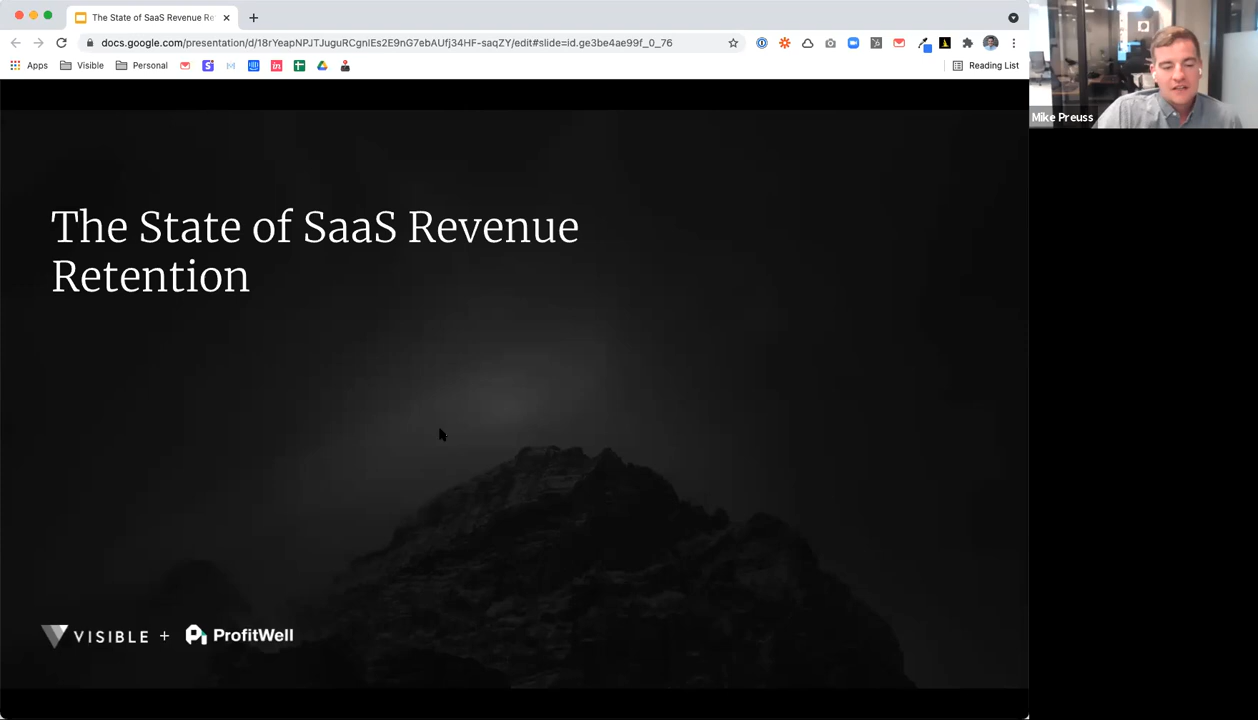 The State of SaaS Revenue Re
docs.google.com/presentation/d/18rYeapNPJTJuguRCgnIEs2E9nG7ebAUfj34HF-saqZY/edit#slide=id.ge3be4ae99f_0_76
Apps Visible Personal Reading List
Mike Preuss
The State of SaaS Revenue
Retention
VISIBLE + ProfitWell